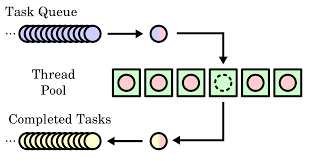 Task Queue
...
Thread
Pool
Completed Tasks
...